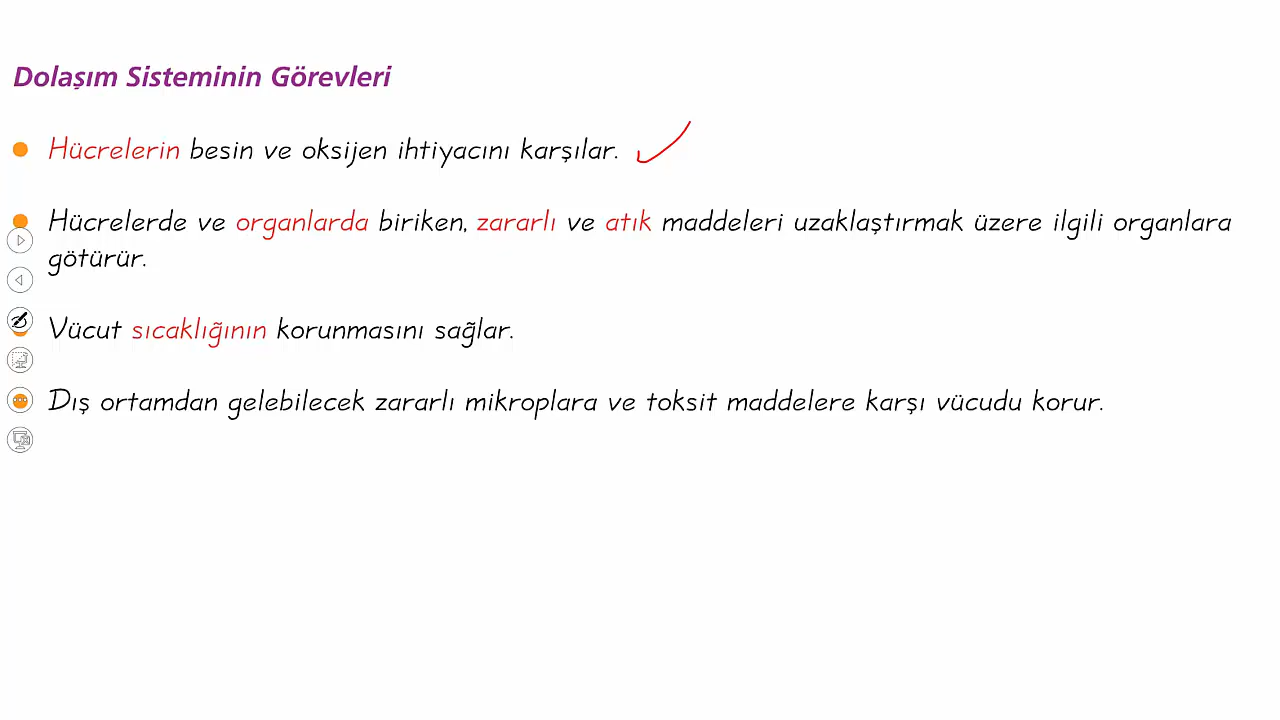 Dolaşım Sisteminin Görevleri
Hücrelerin besin ve oksijen ihtiyacını karşılar.
Hücrelerde ve organlarda biriken, zararlı ve atık maddeleri uzaklaştırmak üzere ilgili organlara
götürür.
Vücut sıcaklığının korunmasını sağlar.
Dış ortamdan gelebilecek zararlı mikroplara ve toksit maddelere karşı vücudu korur.